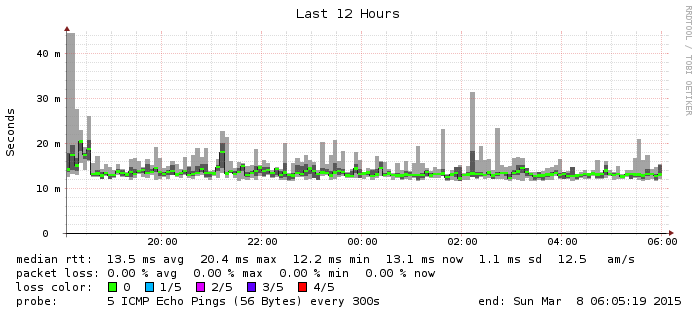 Last 12 Hours
RRDTOOL / TOBI OETIKER
Seconds
40 m
30 m
20 m
10 m
0
20:00 22:00 00:00 02:00 04:00 06:00
median rtt: 13.5 ms avg 20.4 ms max 12.2 ms min 13.1 ms now 1.1 ms sd 12.5 am/s
packet loss: 0.00 % avg 0.00 % max 0.00 % min 0.00 % now
loss color: 0 1/5 2/5 3/5 4/5
probe: 5 ICMP Echo Pings (56 Bytes) every 300s end: Sun Mar 8 06:05:19 2015